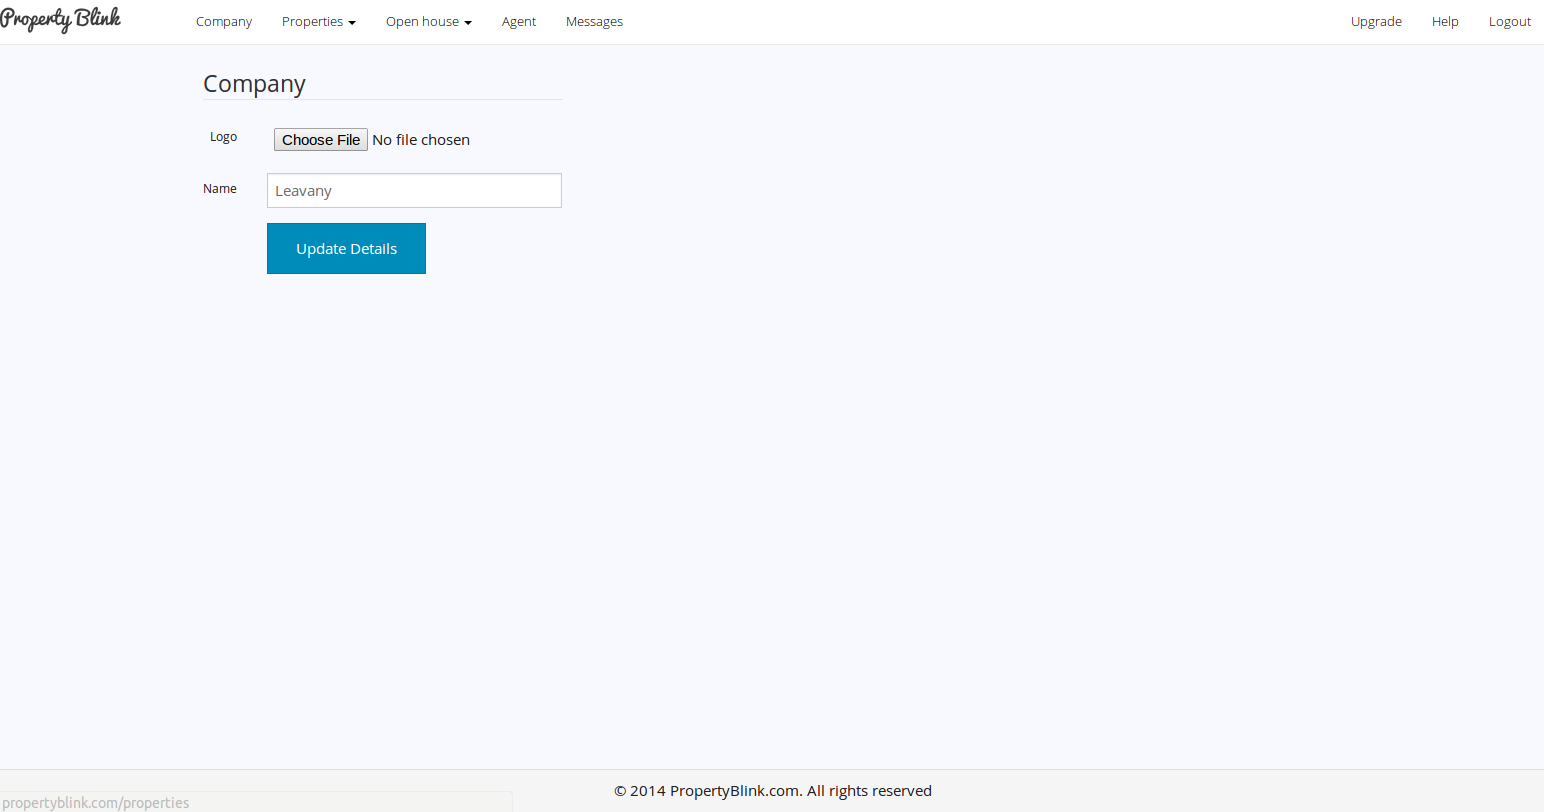 Property Blink Company Properties Open house Agent Messages Upgrade Help Logout
Company
Logo Choose File No file chosen
Name Leavany
Update Details
© 2014 PropertyBlink.com. All rights reserved
propertyblink.com/properties